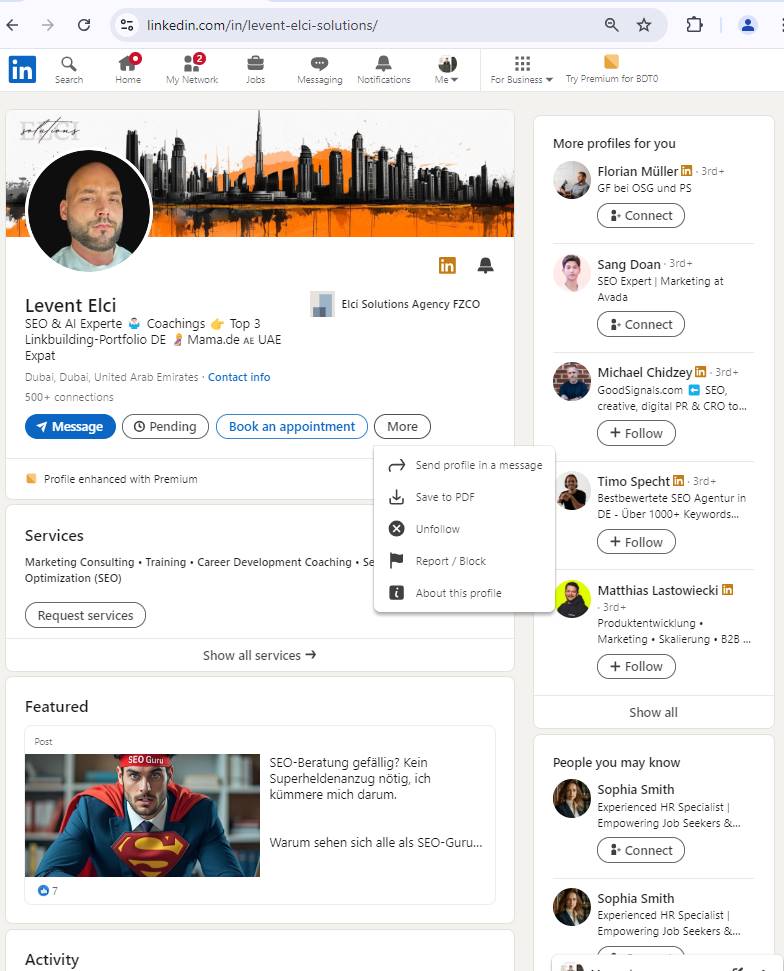 linkedin.com/in/levent-elci-solutions/
in
Search
Home
2
My Network
Jobs
Messaging
Notifications
Me
For Business
Try Premium for BDT0
solutions
ELCI
in
Levent Elci
SEO & AI Experte 🤷🏻‍♂️ Coachings 👉 Top 3
Linkbuilding-Portfolio DE 🤱 Mama.de ᴀᴇ UAE
Expat
Elci Solutions Agency FZCO
Dubai, Dubai, United Arab Emirates · Contact info
500+ connections
Message
Pending
Book an appointment
More
Send profile in a message
Save to PDF
Unfollow
Report / Block
About this profile
Profile enhanced with Premium
Services
Marketing Consulting • Training • Career Development Coaching • Se
Optimization (SEO)
Request services
Show all services →
Featured
Post
SEO Guru
S
SEO-Beratung gefällig? Kein
Superheldenanzug nötig, ich
kümmere mich darum.
Warum sehen sich alle als SEO-Guru...
7
Activity
More profiles for you
Florian Müller in · 3rd+
GF bei OSG und PS
Connect
Sang Doan · 3rd+
SEO Expert | Marketing at
Avada
Connect
Michael Chidzey in · 3rd+
GoodSignals.com ⬅️ SEO,
creative, digital PR & CRO to...
+ Follow
Timo Specht in · 3rd+
Bestbewertete SEO Agentur in
DE - Über 1000+ Keywords...
+ Follow
Matthias Lastowiecki in
· 3rd+
Produktentwicklung •
Marketing • Skalierung • B2B ...
+ Follow
Show all
People you may know
Sophia Smith
Experienced HR Specialist |
Empowering Job Seekers &...
Connect
Sophia Smith
Experienced HR Specialist |
Empowering Job Seekers &...